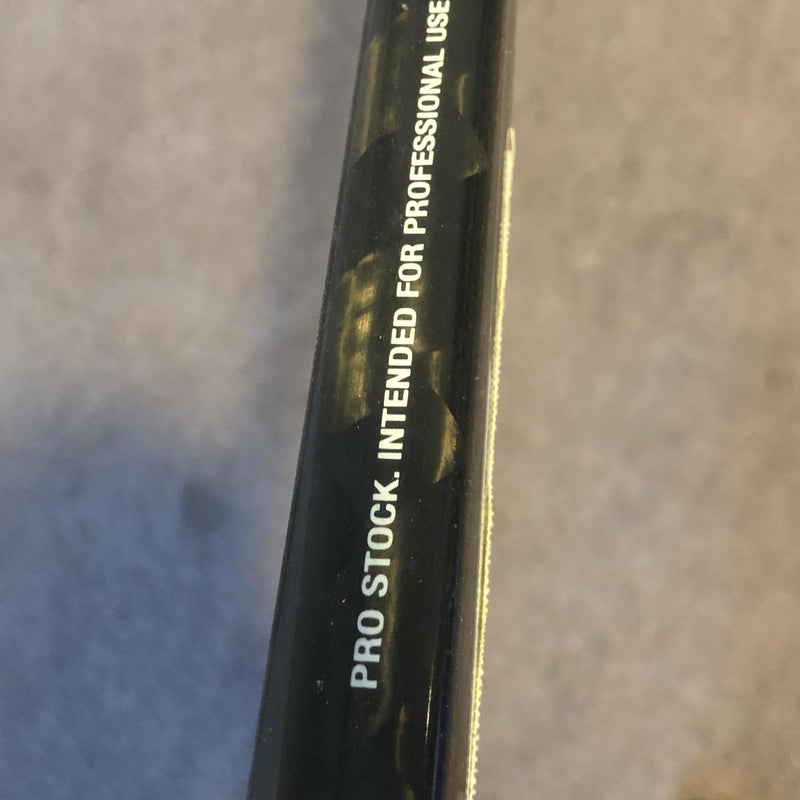 PRO STOCK. INTENDED FOR PROFESSIONAL USE